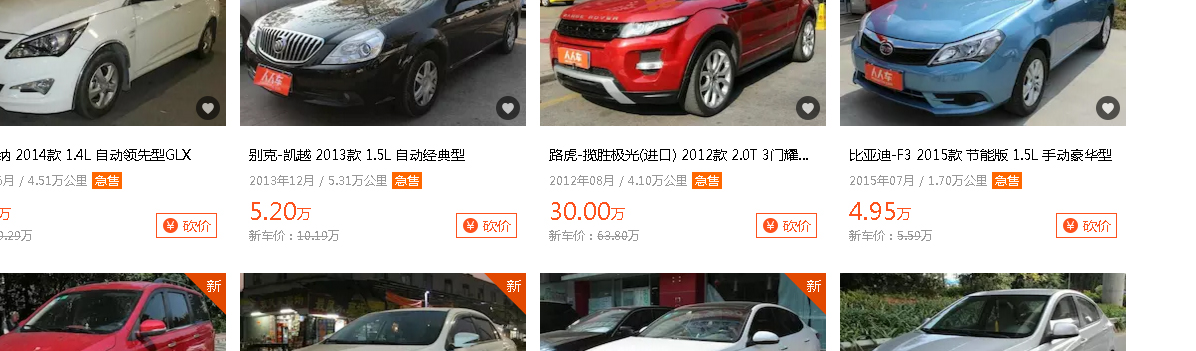 人人车
人人车
人人车
纳 2014款 1.4L 自动领先型GLX
别克-凯越 2013款 1.5L 自动经典型
路虎-揽胜极光(进口) 2012款 2.0T 3门耀...
比亚迪-F3 2015款 节能版 1.5L 手动豪华型
月 / 4.51万公里 急售
2013年12月 / 5.31万公里 急售
2012年08月 / 4.10万公里 急售
2015年07月 / 1.70万公里 急售
万
5.20万
30.00万
4.95万
¥ 砍价
¥ 砍价
¥ 砍价
¥ 砍价
.29万
新车价：10.19万
新车价：63.80万
新车价：5.59万
新
新
新